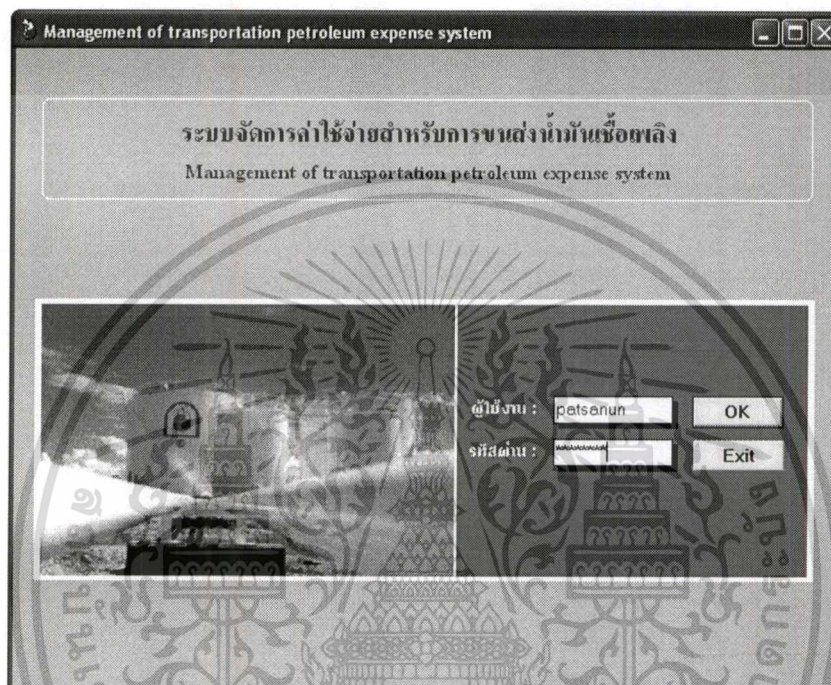 Management of transportation petroleum expense system
ระบบจัดการค่าใช้จ่ายสำหรับการขนส่งน้ำมันเชื้อเพลิง
Management of transportation petroleum expense system
ผู้ใช้งาน : patsanun OK
รหัสผ่าน : ******** Exit